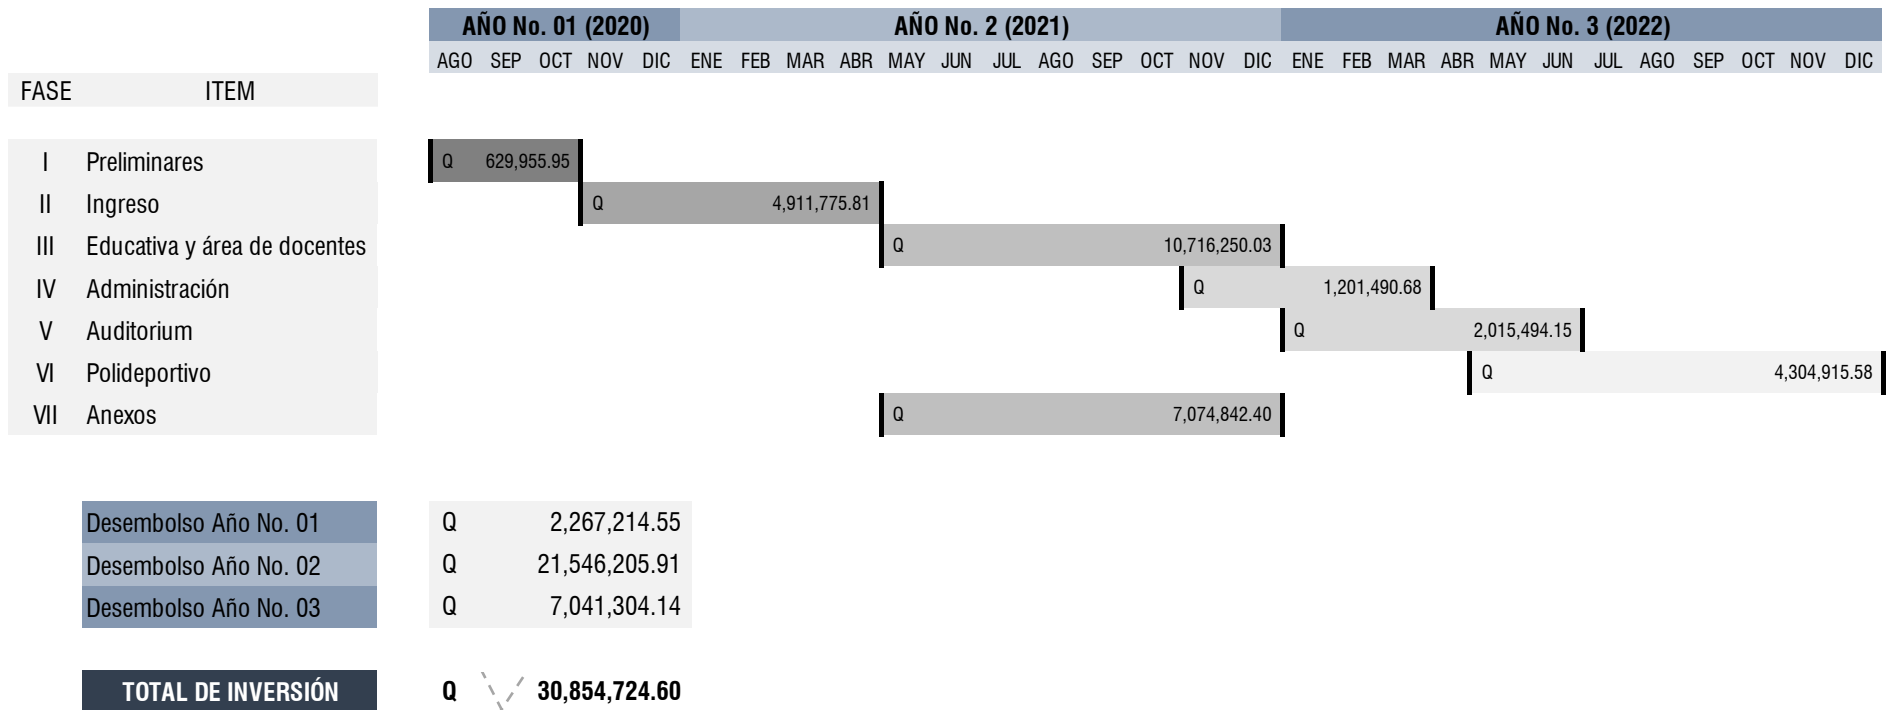 AÑO No. 01 (2020) AÑO No. 2 (2021) AÑO No. 3 (2022)
AGO SEP OCT NOV DIC ENE FEB MAR ABR MAY JUN JUL AGO SEP OCT NOV DIC ENE FEB MAR ABR MAY JUN JUL AGO SEP OCT NOV DIC
FASE ITEM
I Preliminares Q 629,955.95
II Ingreso Q 4,911,775.81
III Educativa y área de docentes Q 10,716,250.03
IV Administración Q 1,201,490.68
V Auditorium Q 2,015,494.15
VI Polideportivo Q 4,304,915.58
VII Anexos Q 7,074,842.40
Desembolso Año No. 01 Q 2,267,214.55
Desembolso Año No. 02 Q 21,546,205.91
Desembolso Año No. 03 Q 7,041,304.14
TOTAL DE INVERSIÓN Q 30,854,724.60